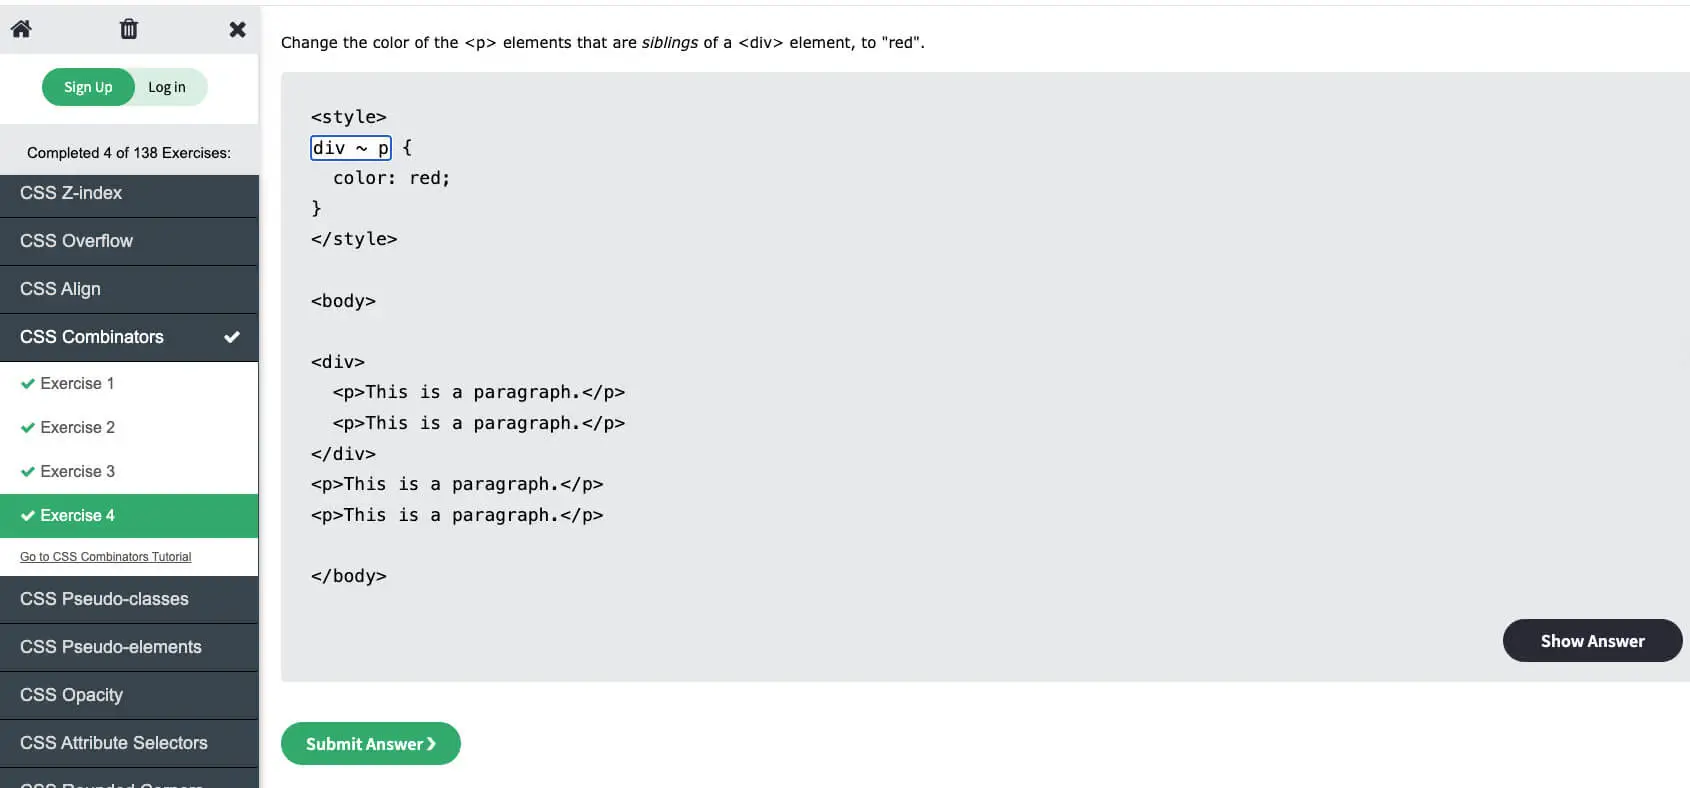 Sign Up Log in
Completed 4 of 138 Exercises:
CSS Z-index
CSS Overflow
CSS Align
CSS Combinators
Exercise 1
Exercise 2
Exercise 3
Exercise 4
Go to CSS Combinators Tutorial
CSS Pseudo-classes
CSS Pseudo-elements
CSS Opacity
CSS Attribute Selectors
Change the color of the <p> elements that are siblings of a <div> element, to "red".
<style>
div ~ p {
  color: red;
}
</style>
<body>
<div>
  <p>This is a paragraph.</p>
  <p>This is a paragraph.</p>
</div>
<p>This is a paragraph.</p>
<p>This is a paragraph.</p>
</body>
Show Answer
Submit Answer ❯